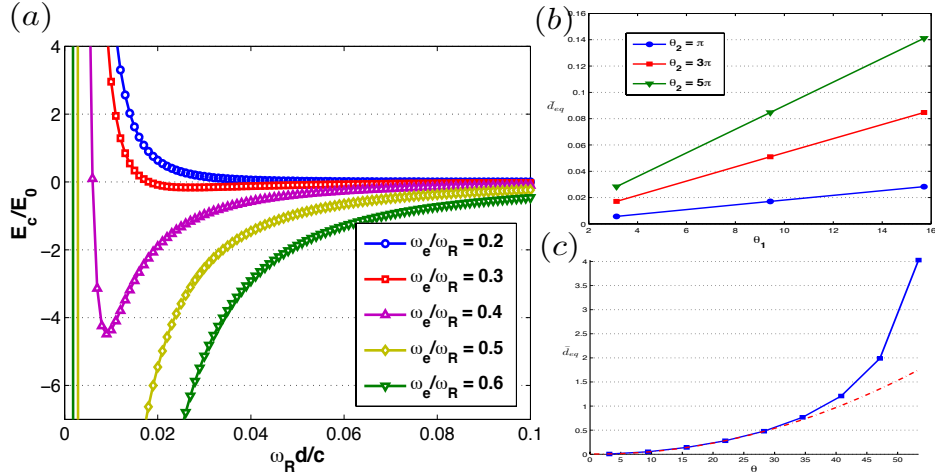 (a)
4
2
0
−2
−4
−6
E_c/E_0
0
0.02
0.04
0.06
0.08
0.1
ω_R d/c
ω_e/ω_R = 0.2
ω_e/ω_R = 0.3
ω_e/ω_R = 0.4
ω_e/ω_R = 0.5
ω_e/ω_R = 0.6
(b)
0.16
0.14
0.12
0.1
0.08
0.06
0.04
0.02
0
d̄_eq
2
4
6
8
10
12
14
16
θ_1
θ_2 = π
θ_2 = 3π
θ_2 = 5π
(c)
4
3.5
3
2.5
2
1.5
1
0.5
0
d̄_eq
0
5
10
15
20
25
30
35
40
45
50
θ